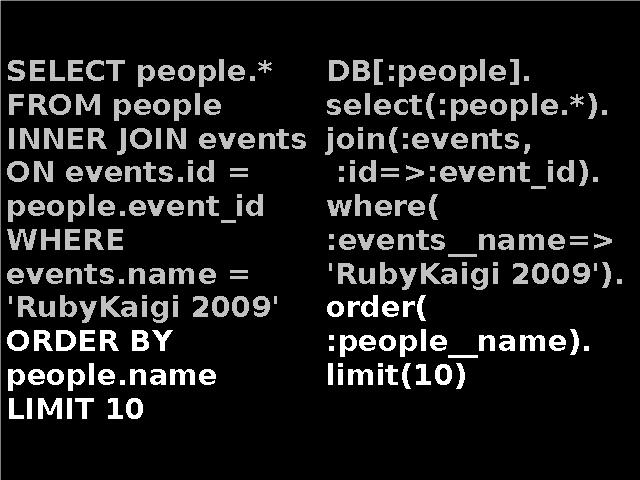 SELECT people.*
FROM people
INNER JOIN events
ON events.id =
people.event_id
WHERE
events.name =
'RubyKaigi 2009'
ORDER BY
people.name
LIMIT 10
DB[:people].
select(:people.*).
join(:events,
:id=>:event_id).
where(
:events__name=>
'RubyKaigi 2009').
order(
:people__name).
limit(10)